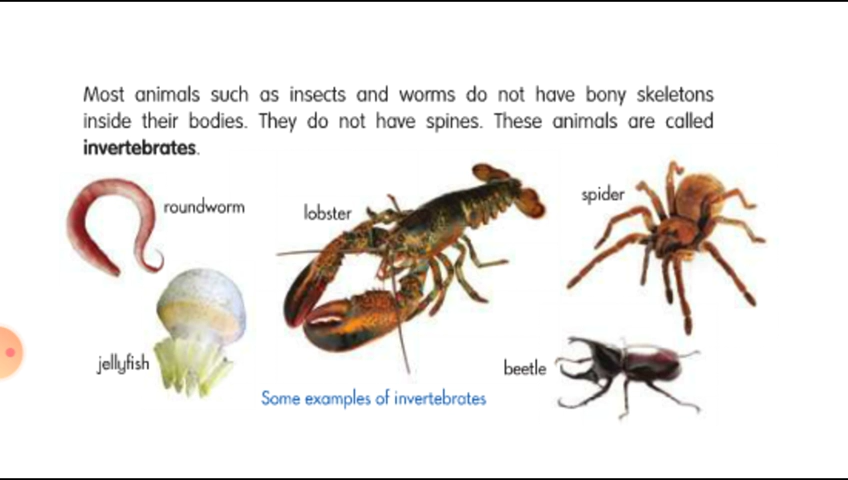 Most animals such as insects and worms do not have bony skeletons
inside their bodies. They do not have spines. These animals are called
invertebrates.
roundworm
lobster
spider
jellyfish
beetle
Some examples of invertebrates